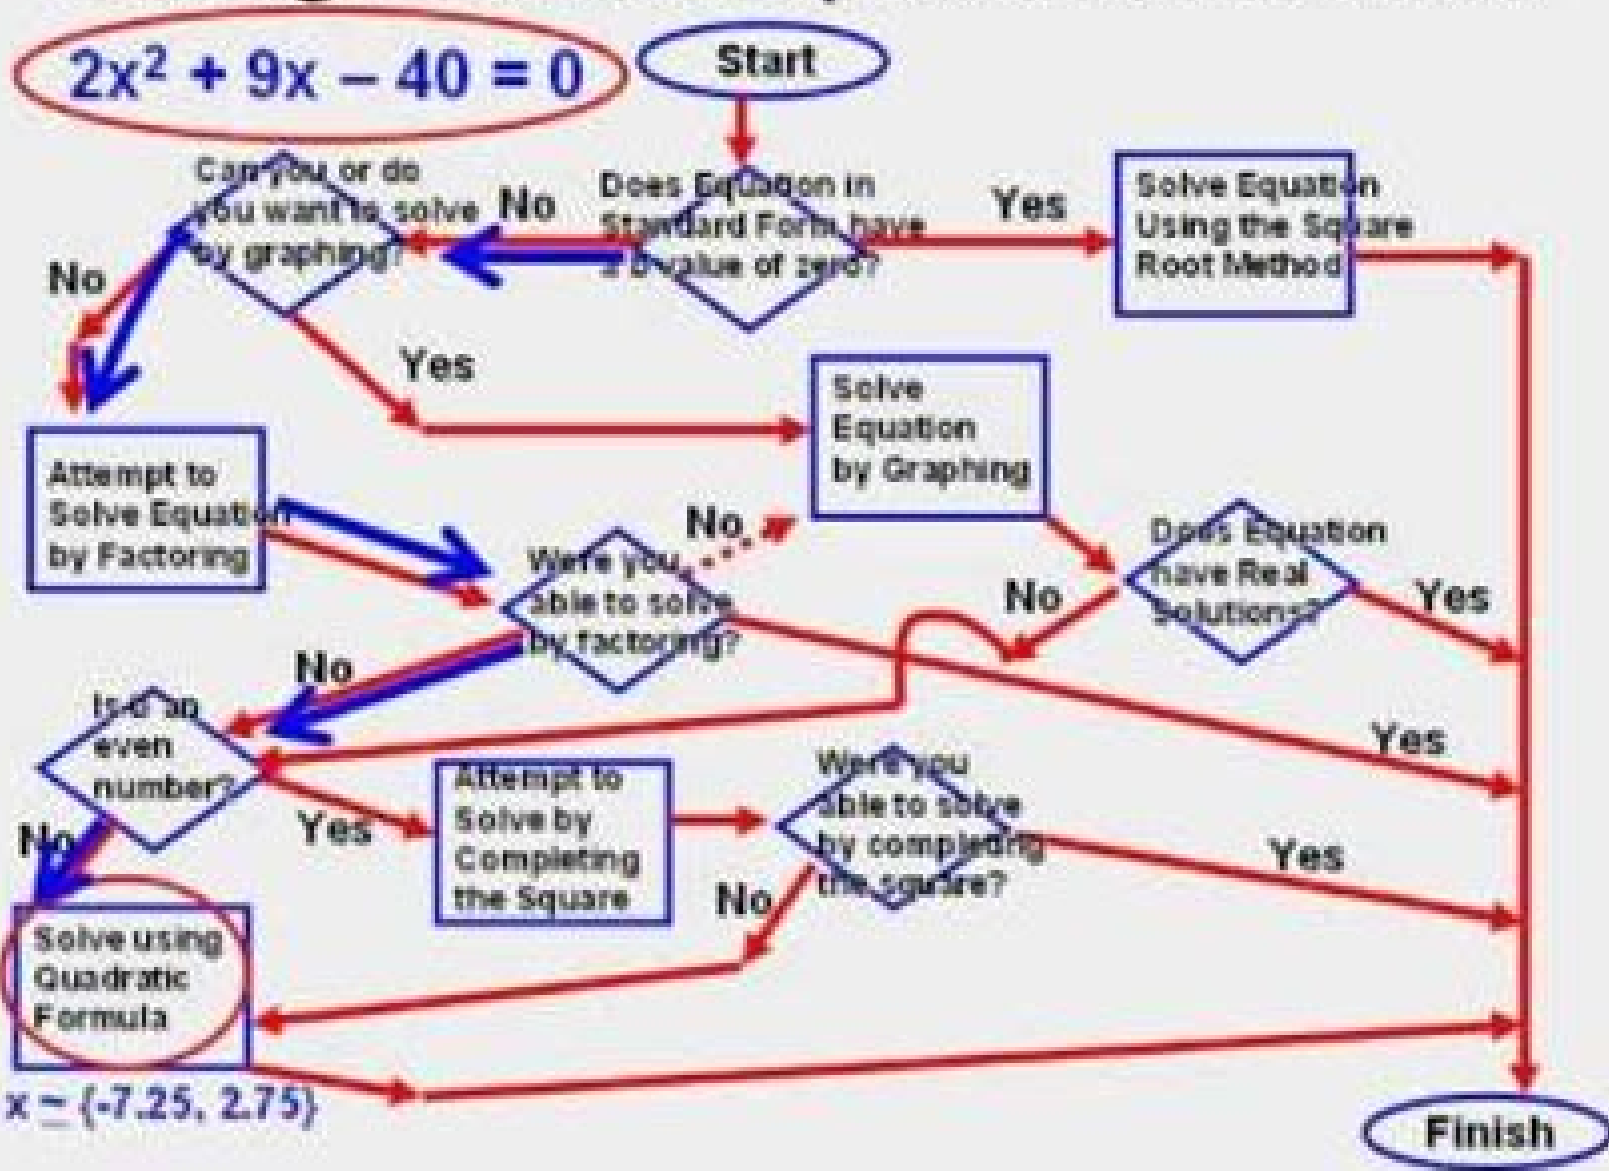 2x² + 9x – 40 = 0
Start
Can you or do
you want to solve
by graphing?
No
Does Equation in
Standard Form have
a b value of zero?
Yes
Solve Equation
Using the Square
Root Method
No
Yes
Solve
Equation
by Graphing
Attempt to
Solve Equation
by Factoring
No
Were you
able to solve
by factoring?
Does Equation
have Real
Solutions?
No
Yes
No
Is b an
even
number?
Yes
Attempt to
Solve by
Completing
the Square
Were you
able to solve
by completing
the square?
Yes
Yes
No
No
Solve using
Quadratic
Formula
x ≃ {-7.25, 2.75}
Finish